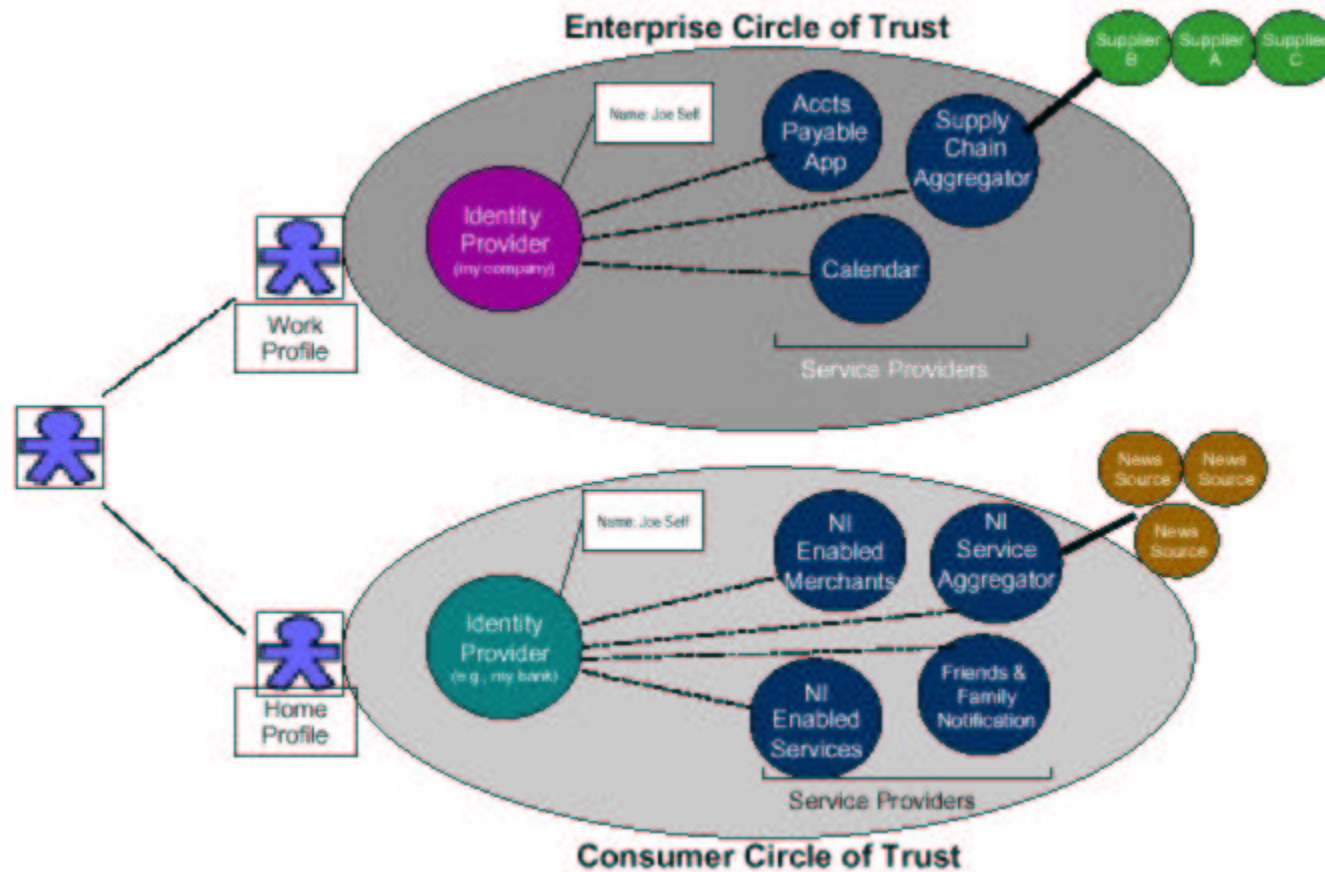 Enterprise Circle of Trust
Supplier
B
Supplier
A
Supplier
C
Name: Joe Self
Accts
Payable
App
Supply
Chain
Aggregator
Identity
Provider
(my company)
Calendar
Work
Profile
Service Providers
News
Source
News
Source
News
Source
Name: Joe Self
NI
Enabled
Merchants
NI
Service
Aggregator
Identity
Provider
(e.g., my bank)
Friends &
Family
Notification
NI
Enabled
Services
Home
Profile
Service Providers
Consumer Circle of Trust